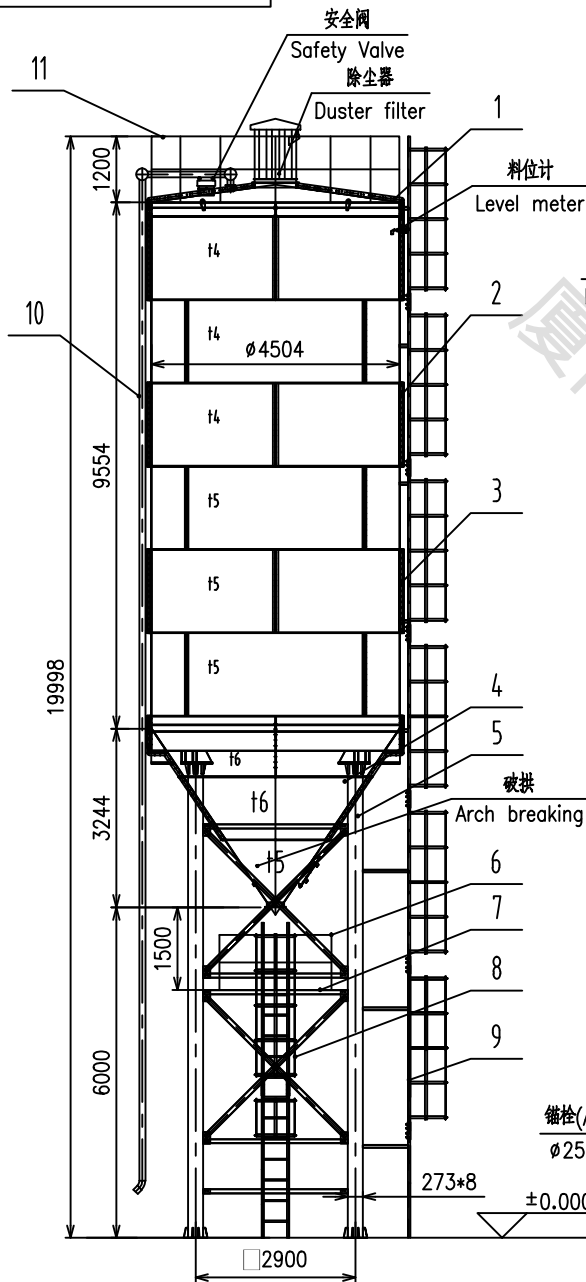 安全阀
Safety Valve
除尘器
Duster filter
11
1
1200
料位计
Level meter
t4
2
10
t4
ø4504
t4
9554
t5
3
t5
t5
19998
4
5
t6
破拱
Arch breaking
3244
t6
t5
6
7
1500
8
9
6000
锚栓(
ø25
273*8
±0.000
□2900
厦